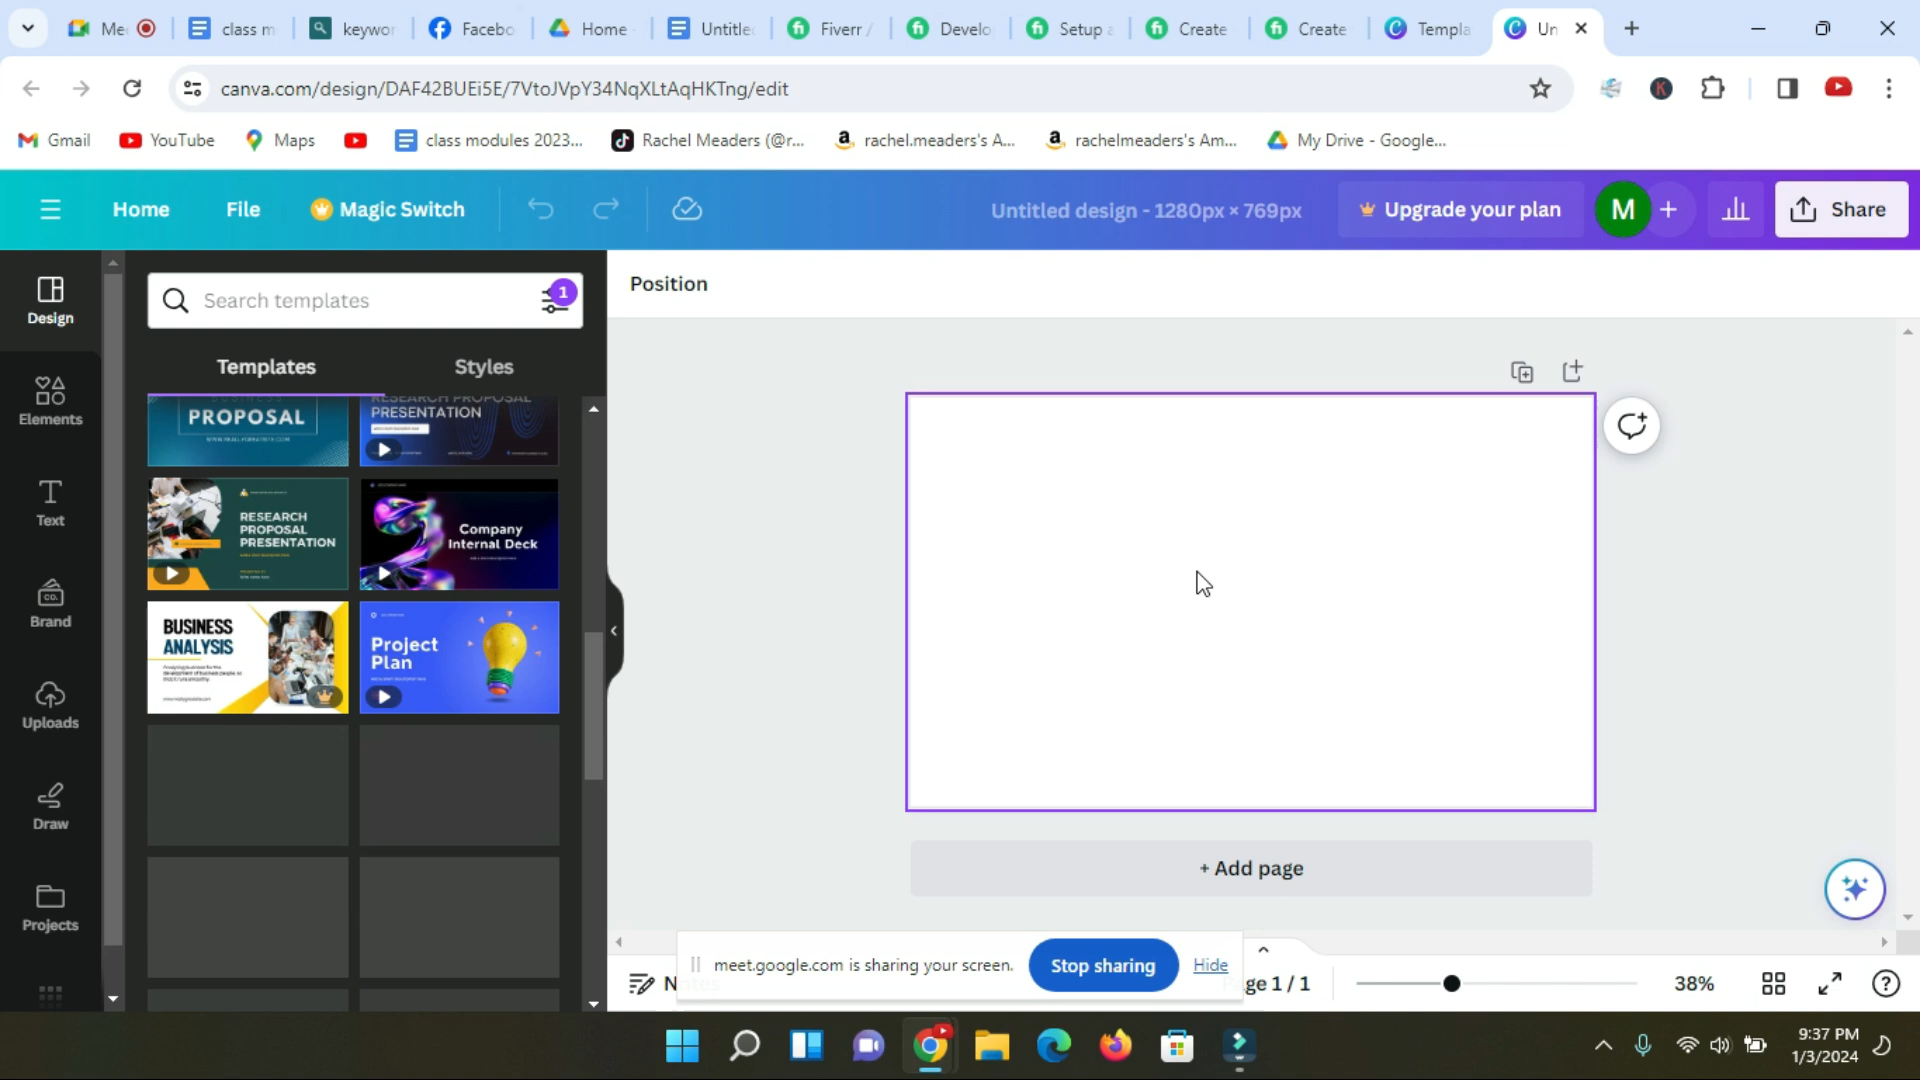 Me
class m
keywor
Facebo
Home
Untitle
Fiverr /
Develo
Setup a
Create
Create
Templa
Un
canva.com/design/DAF42BUEi5E/7VtoJVpY34NqXLtAqHKTng/edit
Gmail
YouTube
Maps
class modules 2023...
Rachel Meaders (@r...
rachel.meaders's A...
rachelmeaders's Am...
My Drive - Google...
Home
File
Magic Switch
Untitled design - 1280px × 769px
Upgrade your plan
M
Share
Design
Elements
Text
Brand
Uploads
Draw
Projects
Search templates
1
Templates
Styles
PROPOSAL
RESEARCH PROPOSAL
PRESENTATION
RESEARCH
PROPOSAL
PRESENTATION
Company
Internal Deck
BUSINESS
ANALYSIS
Project
Plan
Position
+ Add page
meet.google.com is sharing your screen.
Stop sharing
Hide
Page 1 / 1
38%
9:37 PM
1/3/2024